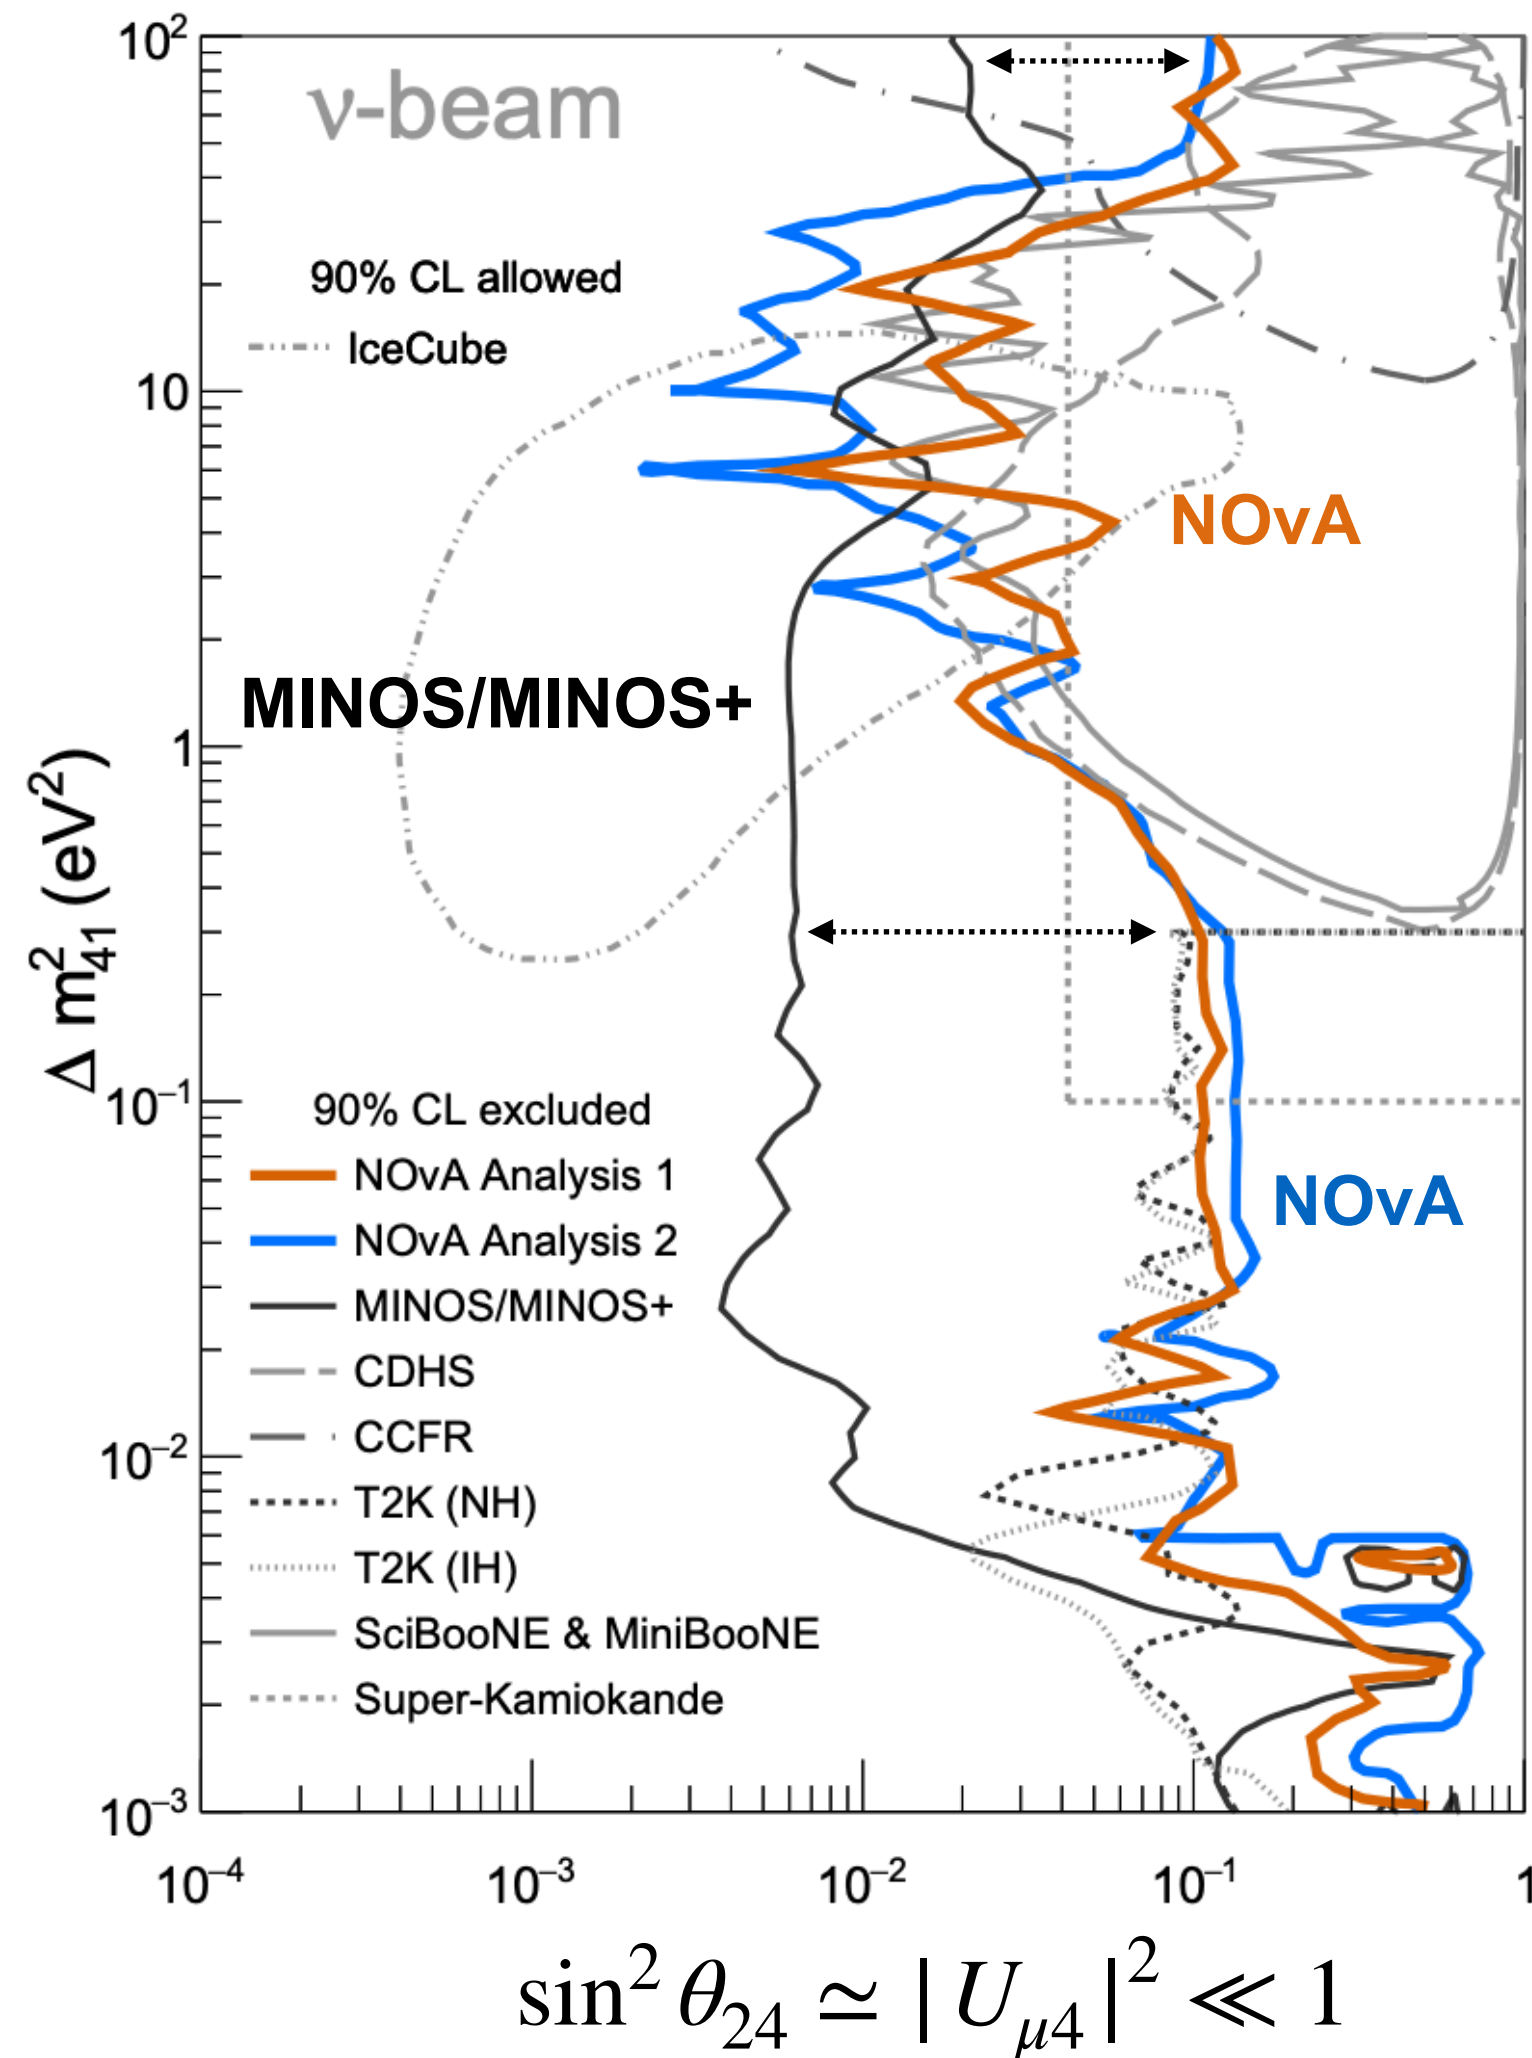 10²
ν-beam
90% CL allowed
IceCube
10
NOvA
MINOS/MINOS+
1
Δ m²₄₁ (eV²)
10⁻¹
90% CL excluded
NOvA Analysis 1
NOvA
NOvA Analysis 2
MINOS/MINOS+
CDHS
CCFR
10⁻²
T2K (NH)
T2K (IH)
SciBooNE & MiniBooNE
Super-Kamiokande
10⁻³
10⁻⁴ 10⁻³ 10⁻² 10⁻¹ 1
sin² θ₂₄ ≃ | U_μ4 |² ≪ 1